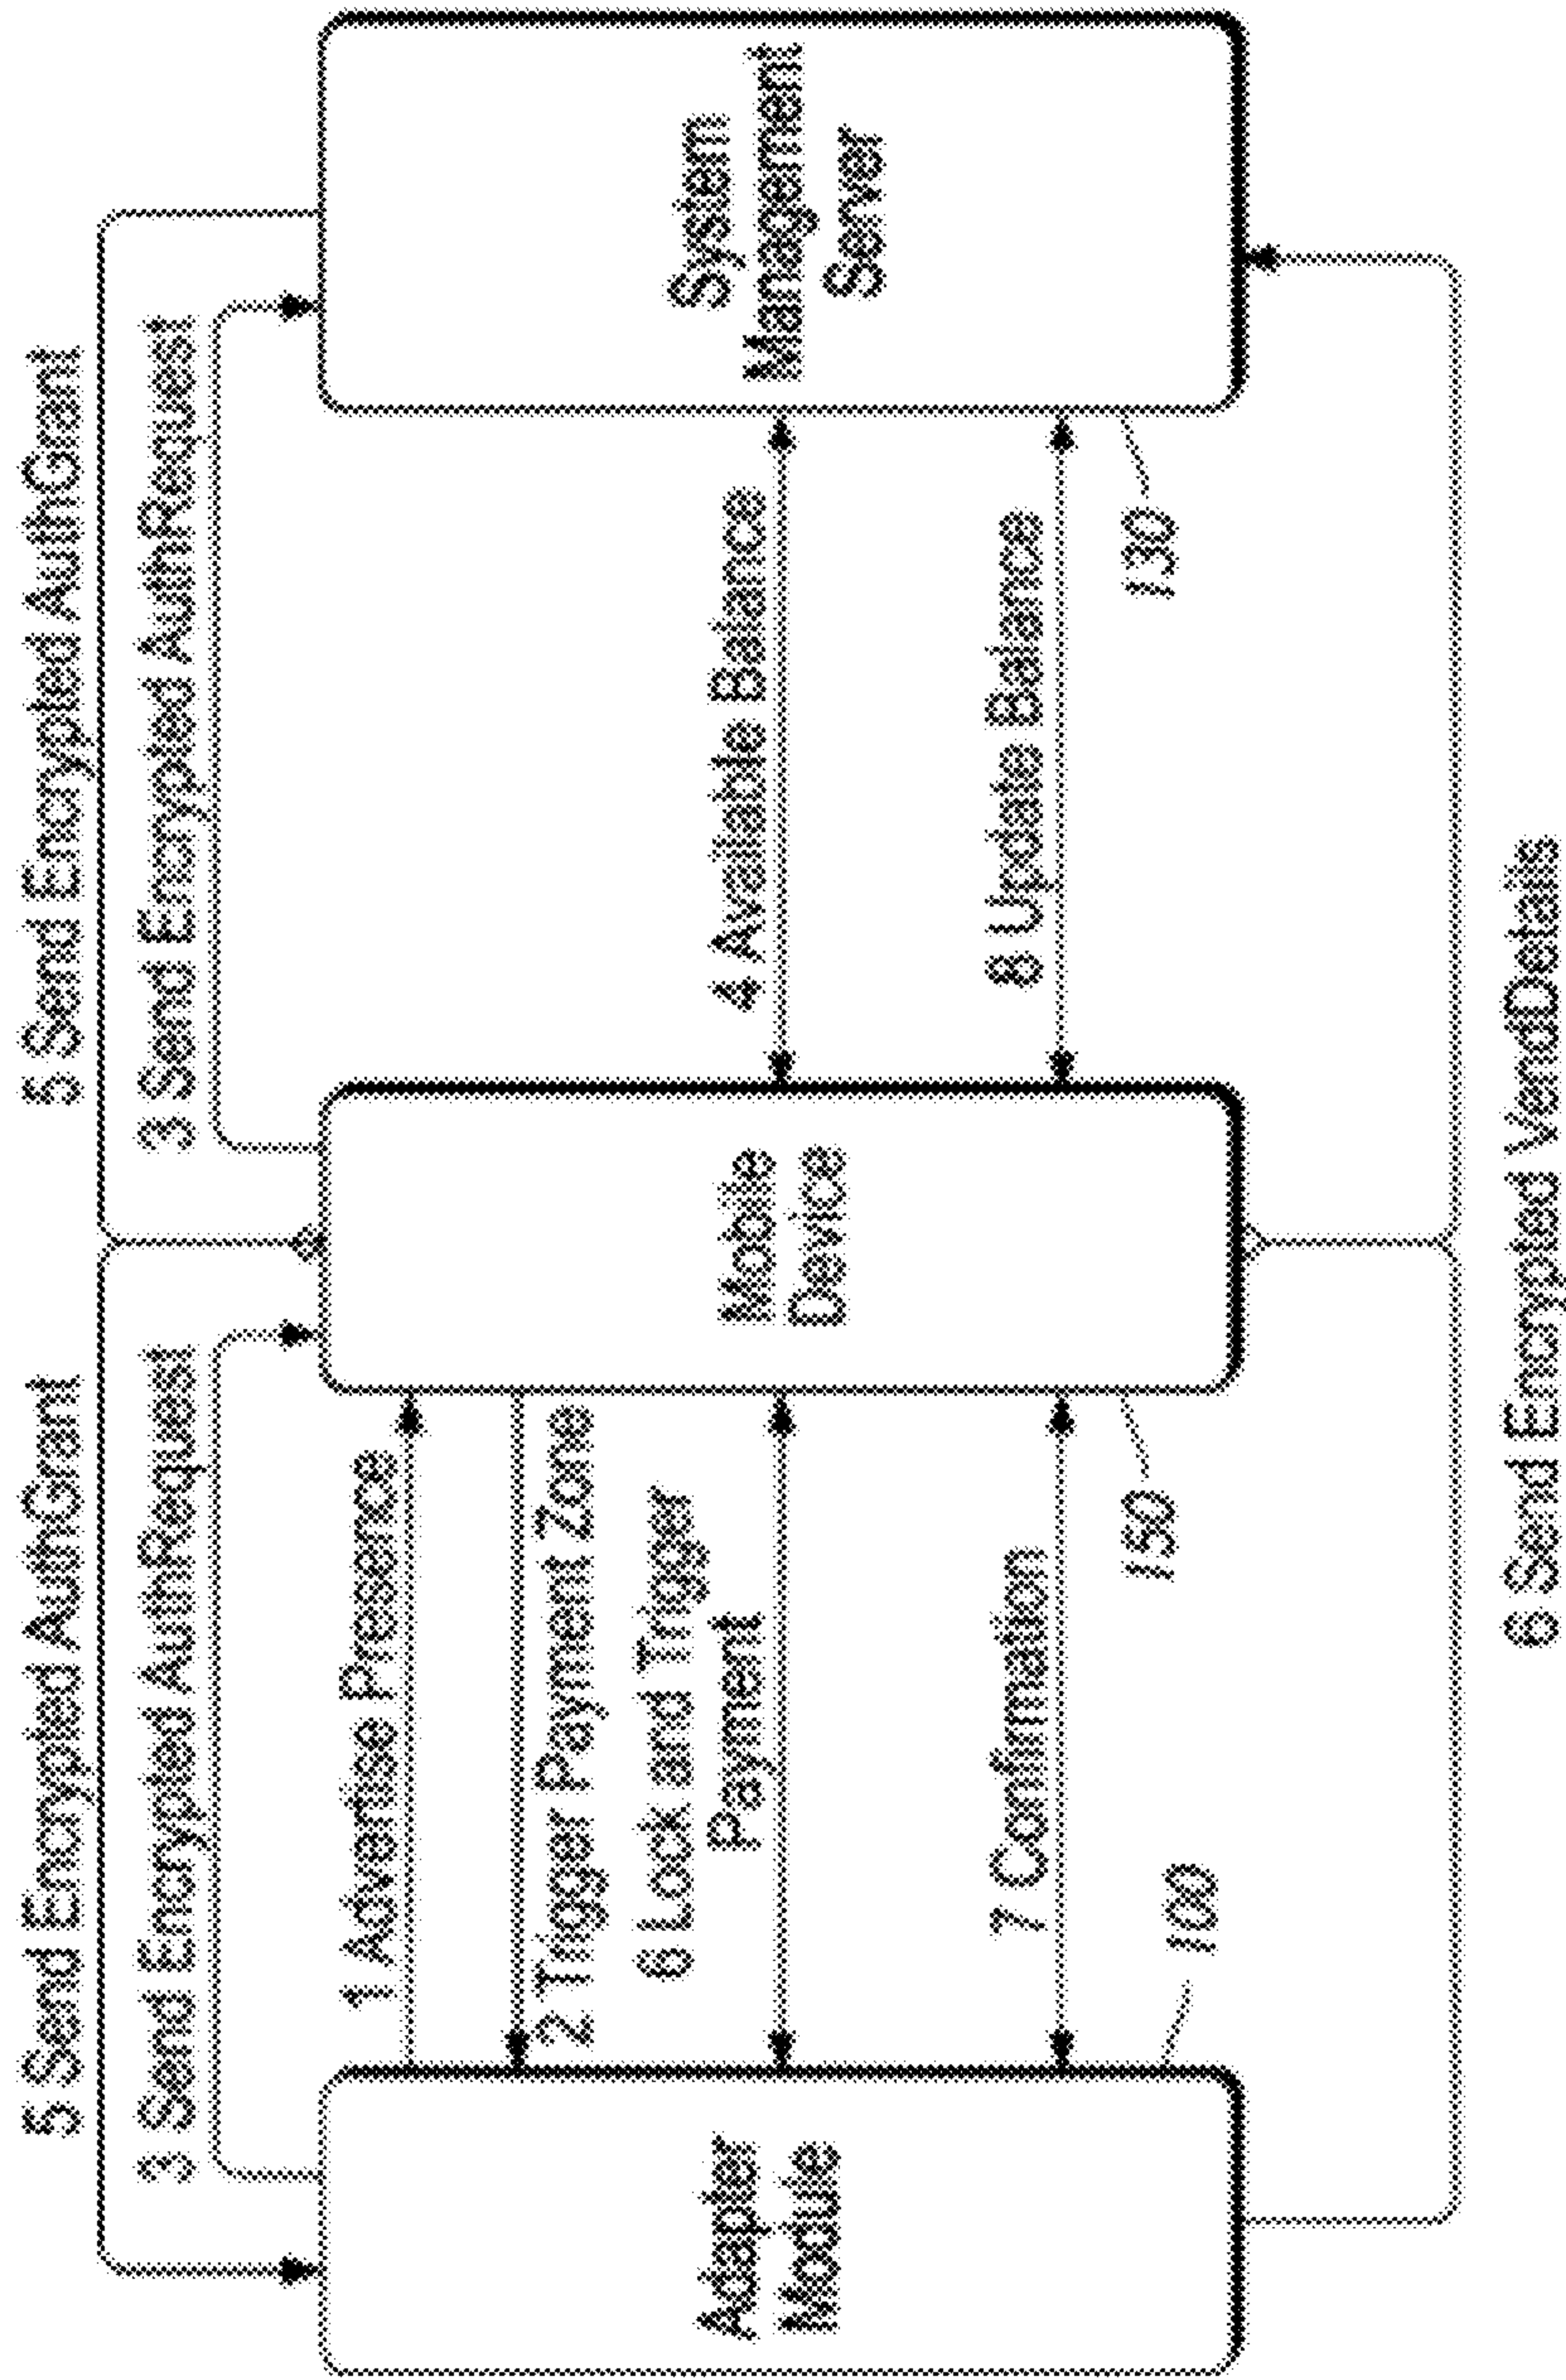 5 Send Encrypted AuthGrant
5 Send Encrypted AuthGrant
3 Send Encrypted AuthRequest
3 Send Encrypted AuthRequest
1 Advertise Presence
2 Trigger Payment Zone
6 Lock and Trigger
Payment
7 Confirmation
4 Available Balance
8 Update Balance
Adapter
Module
100
Mobile
Device
150
System
Management
Server
130
6 Send Encrypted VendDetails